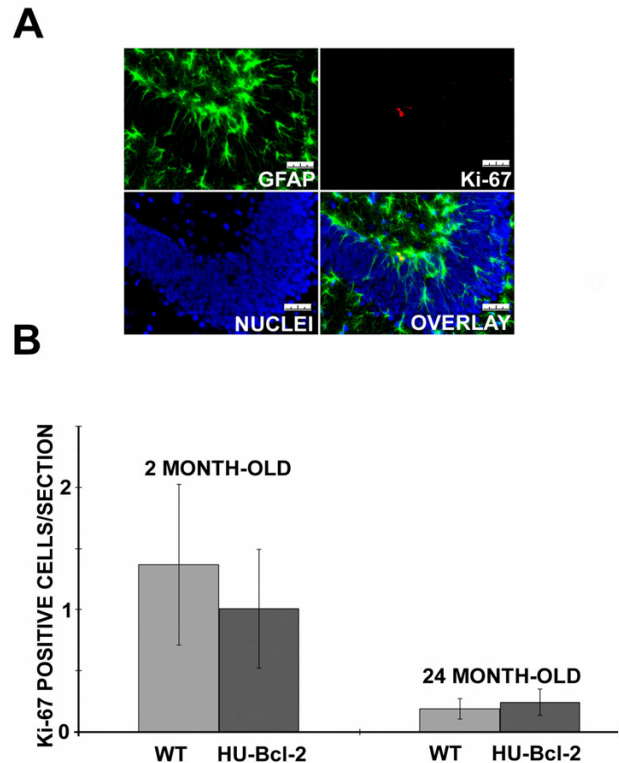 A
GFAP
Ki-67
NUCLEI
OVERLAY
B
Ki-67 POSITIVE CELLS/SECTION
2
1
0
2 MONTH-OLD
24 MONTH-OLD
WT
HU-Bcl-2
WT
HU-Bcl-2